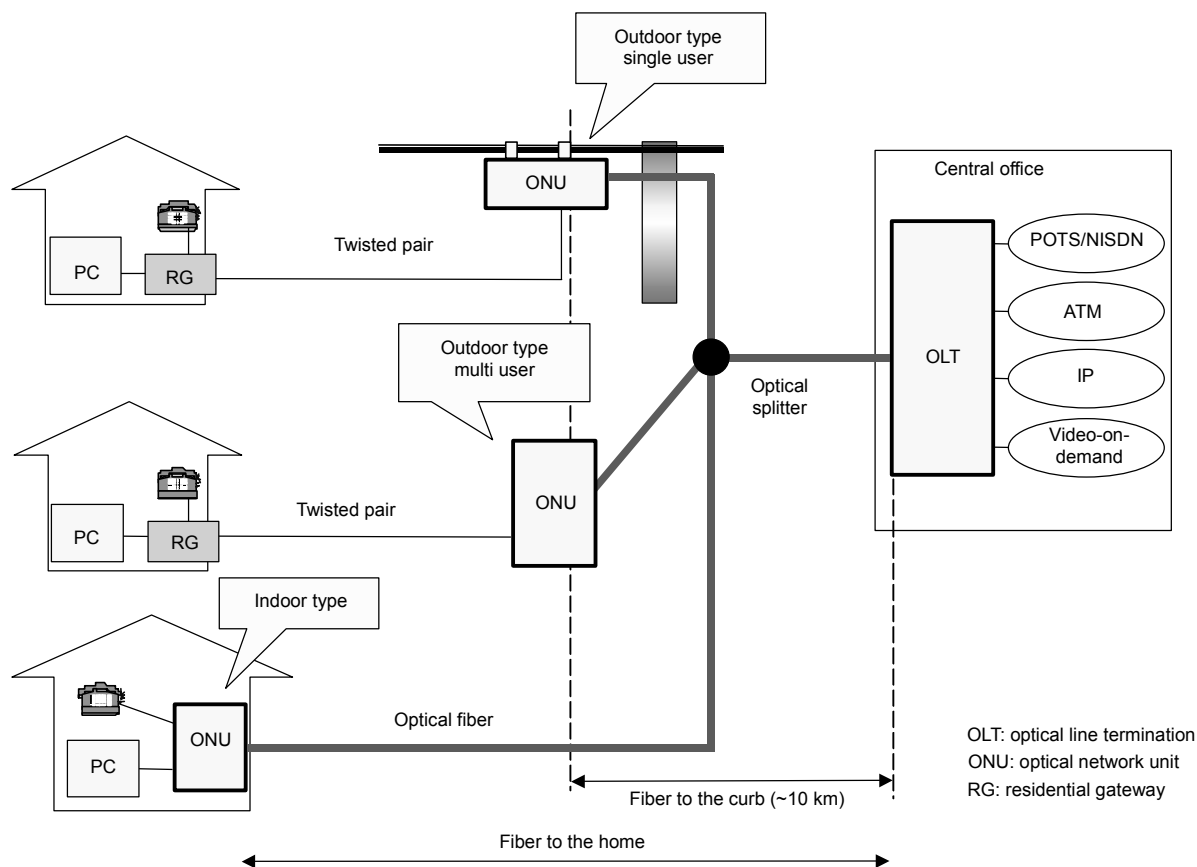 Outdoor type
single user
Central office
ONU
POTS/NISDN
Twisted pair
PC
RG
ATM
Outdoor type
multi user
OLT
IP
Optical
splitter
Video-on-
demand
ONU
Twisted pair
PC
RG
Indoor type
Optical fiber
ONU
PC
OLT: optical line termination
ONU: optical network unit
RG: residential gateway
Fiber to the curb (~10 km)
Fiber to the home